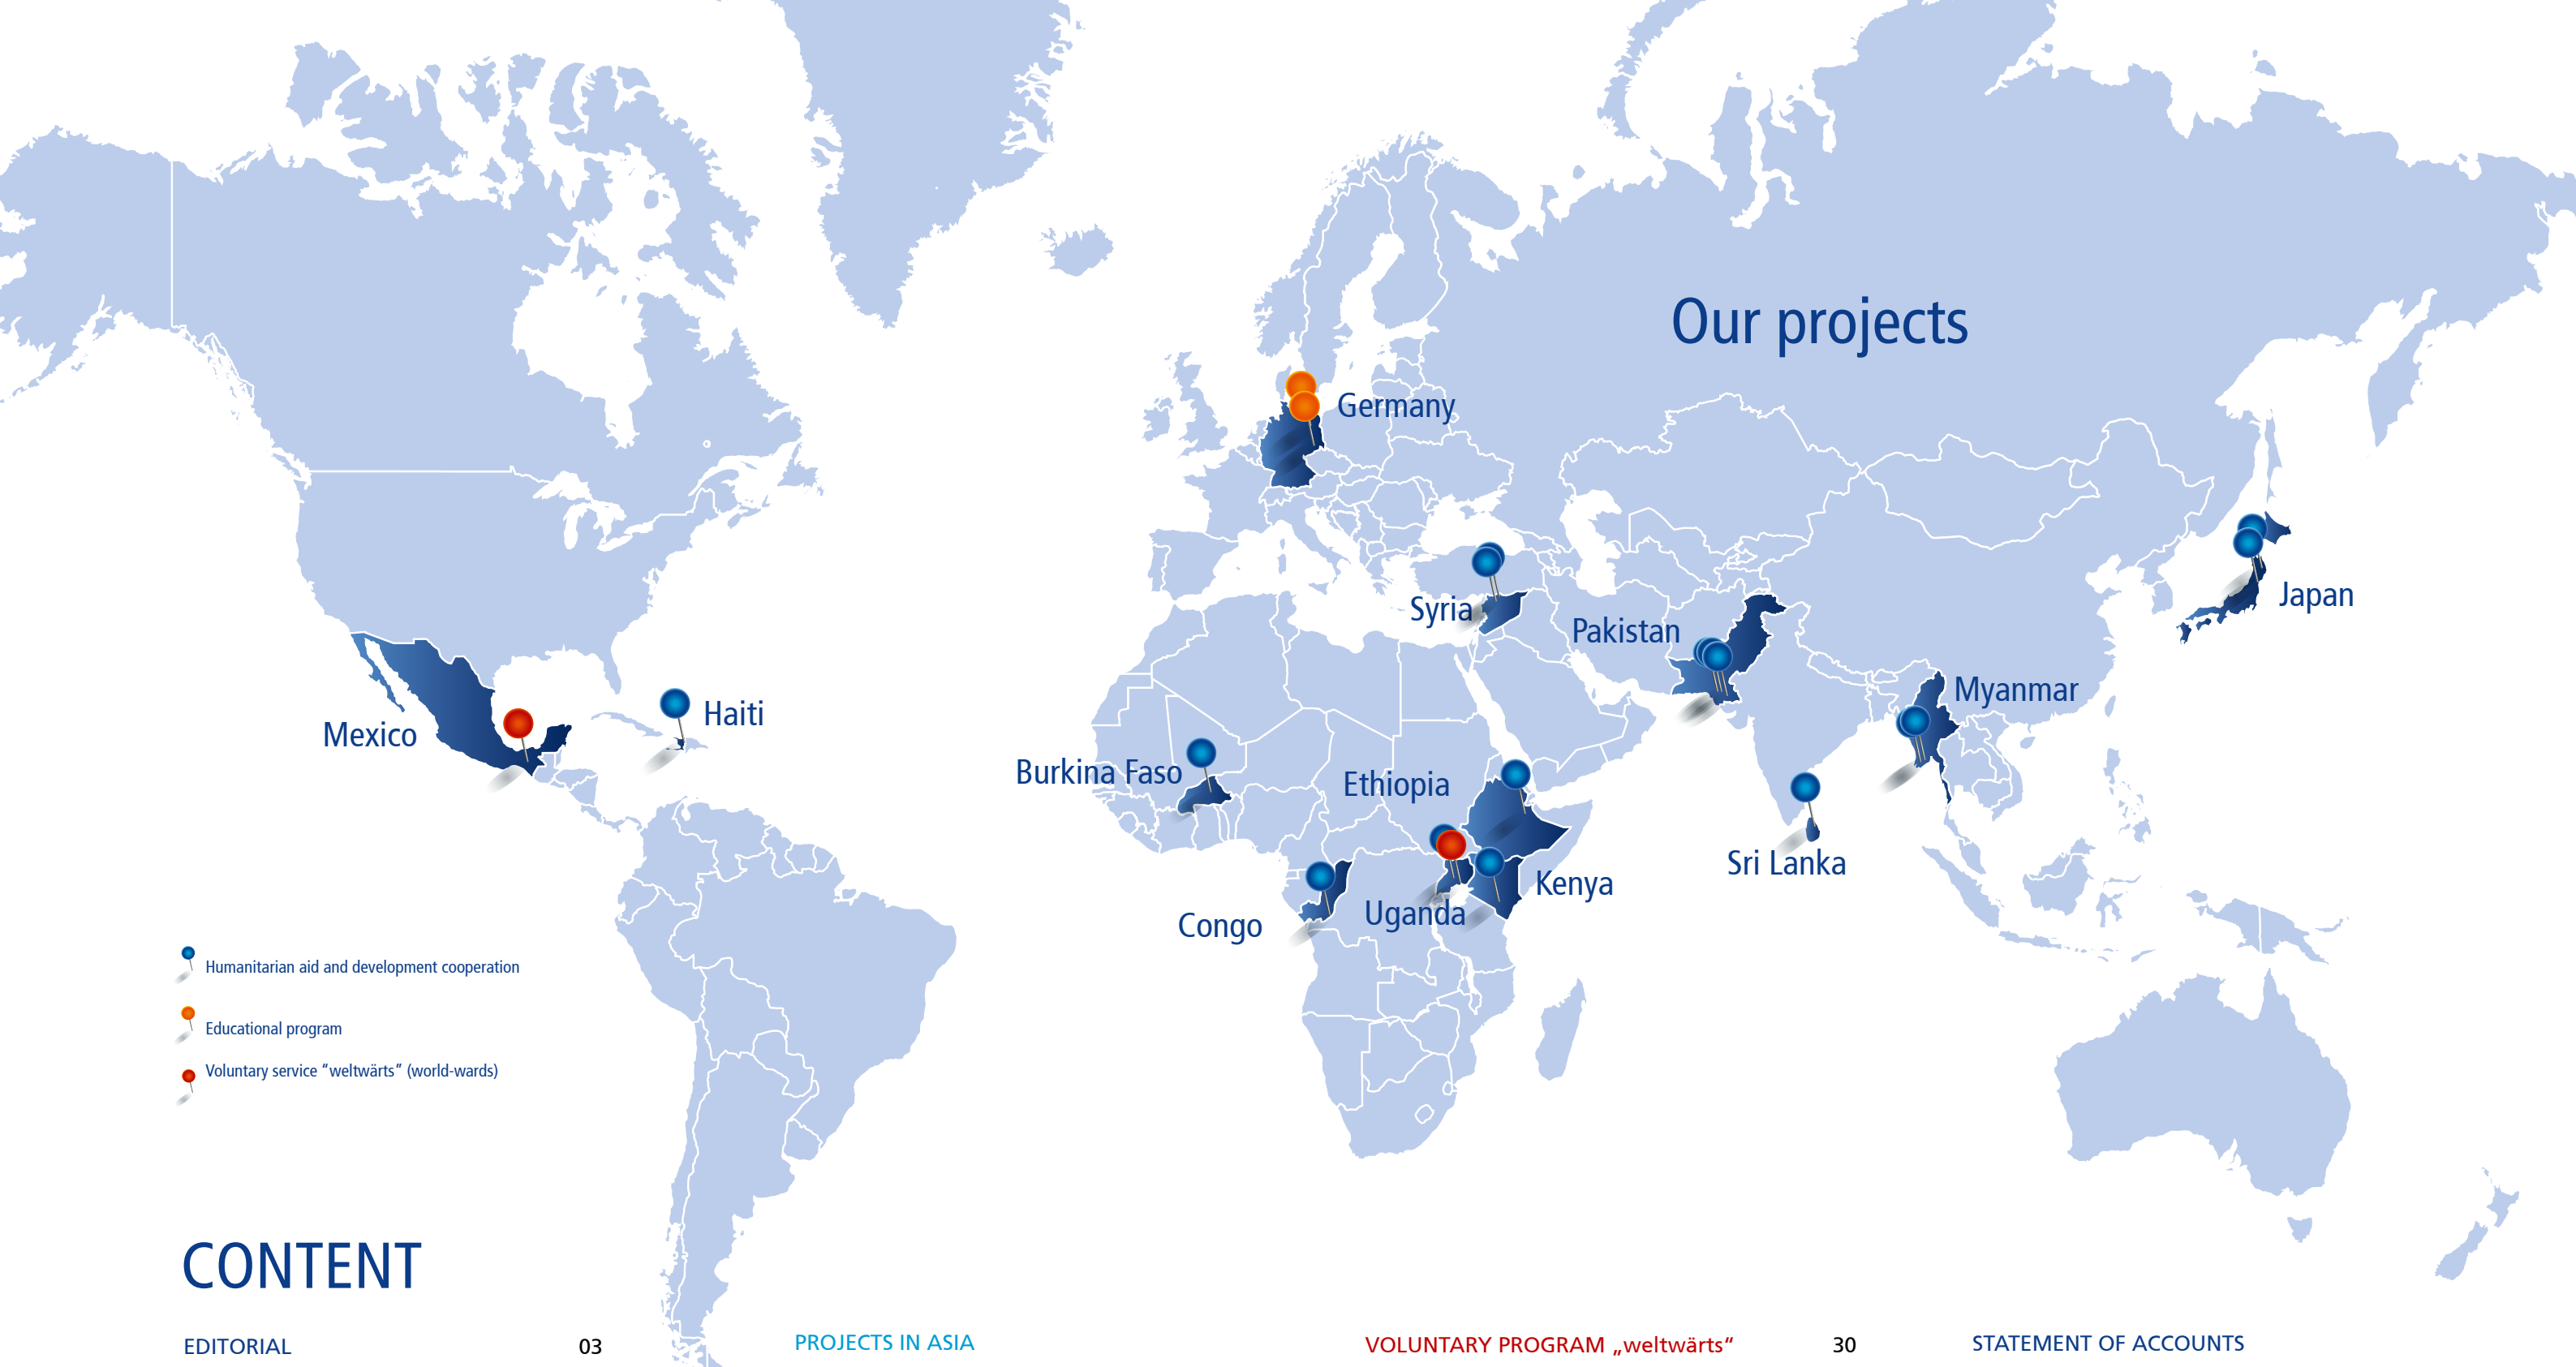 Our projects
Germany
Syria
Pakistan
Japan
Myanmar
Mexico
Haiti
Burkina Faso
Ethiopia
Sri Lanka
Kenya
Uganda
Congo
Humanitarian aid and development cooperation
Educational program
Voluntary service “weltwärts” (world-wards)
CONTENT
EDITORIAL 03
PROJECTS IN ASIA
VOLUNTARY PROGRAM „weltwärts“ 30
STATEMENT OF ACCOUNTS